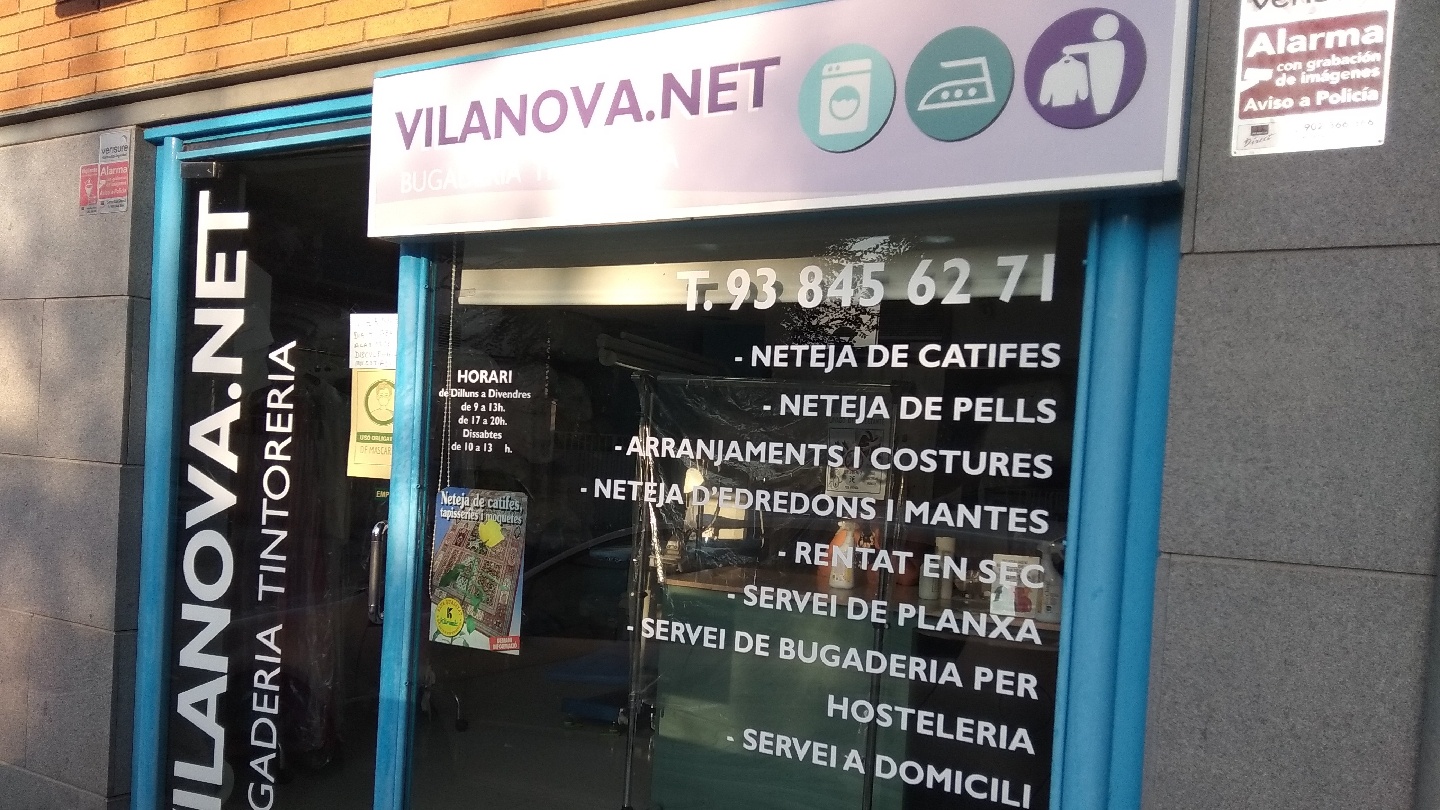 VILANOVA.NET
BUGADERIA TINTORERIA
Alarma
con grabación
de imágenes
Aviso a Policía
verisure
Alarma
VILANOVA.NET
BUGADERIA TINTORERIA
T. 93 845 62 71
- NETEJA DE CATIFES
- NETEJA DE PELLS
- ARRANJAMENTS I COSTURES
- NETEJA D'EDREDONS I MANTES
- RENTAT EN SEC
- SERVEI DE PLANXA
- SERVEI DE BUGADERIA PER
HOSTELERIA
- SERVEI A DOMICILI
HORARI
de Dilluns a Divendres
de 9 a 13h.
de 17 a 20h.
Dissabtes
de 10 a 13 h.
Neteja de catifes,
tapisseries i moquetes